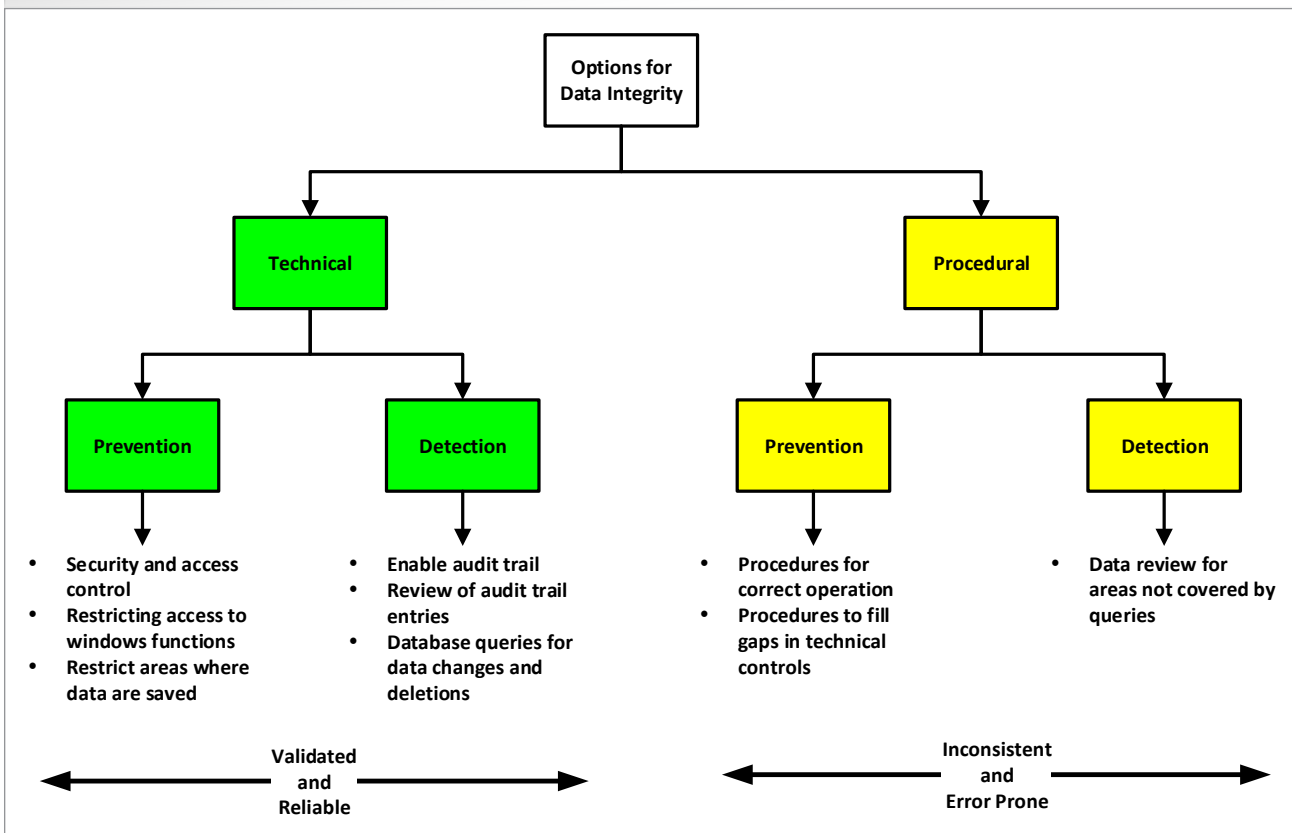 Options for
Data Integrity
Technical
Procedural
Prevention
Detection
Prevention
Detection
• Security and access
control
• Restricting access to
windows functions
• Restrict areas where
data are saved
• Enable audit trail
• Review of audit trail
entries
• Database queries for
data changes and
deletions
• Procedures for
correct operation
• Procedures to fill
gaps in technical
controls
• Data review for
areas not covered by
queries
Validated
and
Reliable
Inconsistent
and
Error Prone